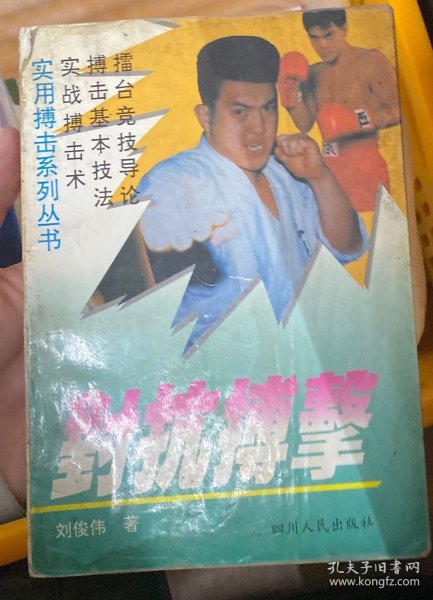 擂台竞技导论
搏击基本技法
实战搏击术
实用搏击系列丛书
對抗搏擊
刘俊伟 著
四川人民出版社
孔夫子旧书网
www.kongfz.com